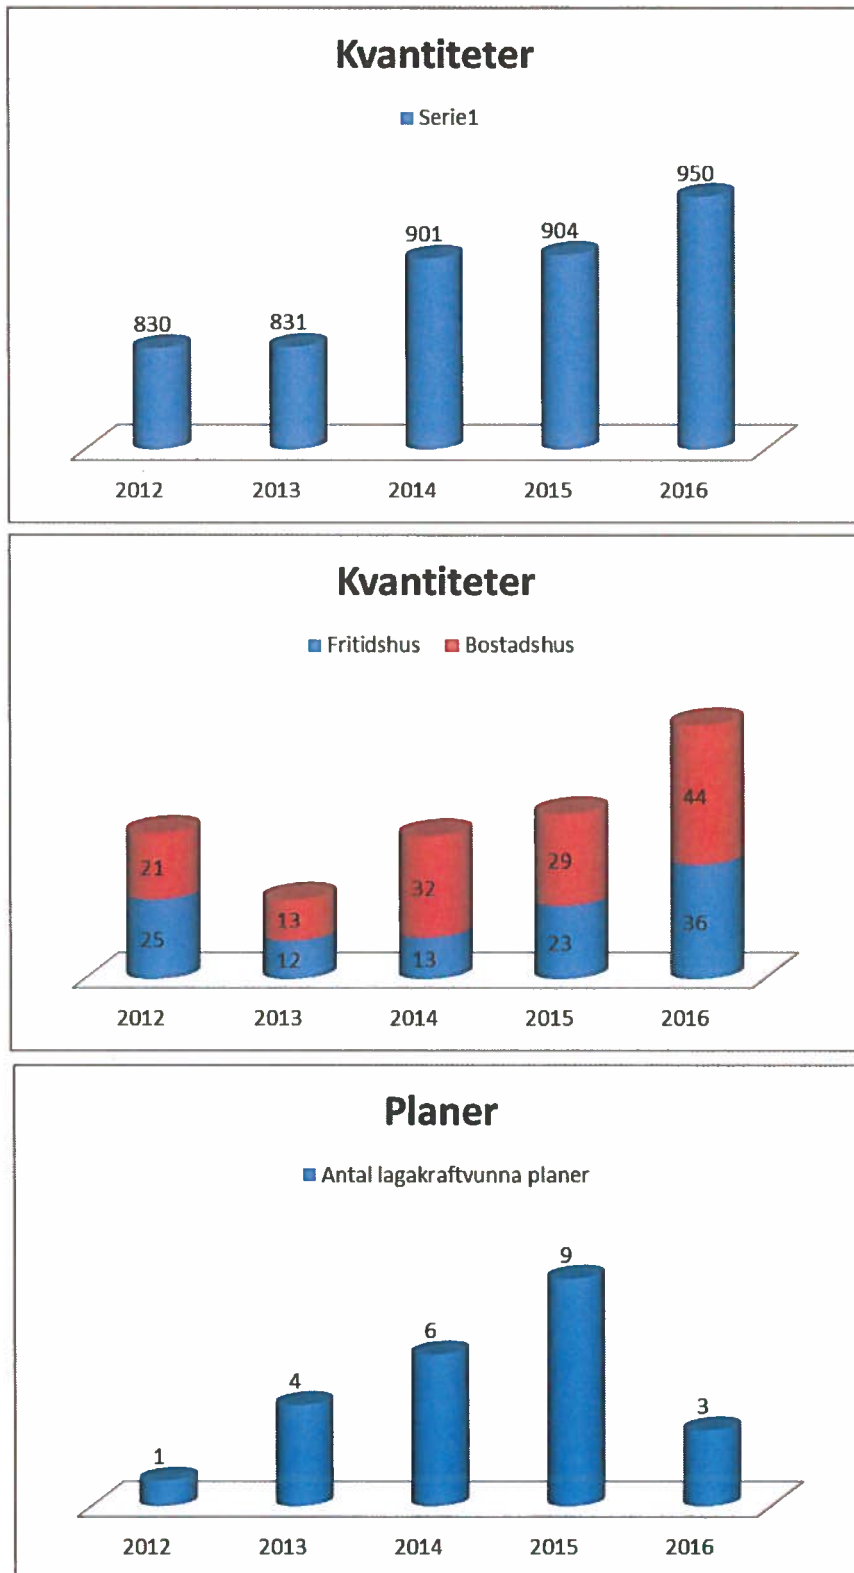 Kvantiteter
Serie1
950
901
904
830
831
2012 2013 2014 2015 2016
Kvantiteter
Fritidshus Bostadshus
44
21
32
29
13
25
12
13
23
36
2012 2013 2014 2015 2016
Planer
Antal lagakraftvunna planer
9
6
4
3
1
2012 2013 2014 2015 2016